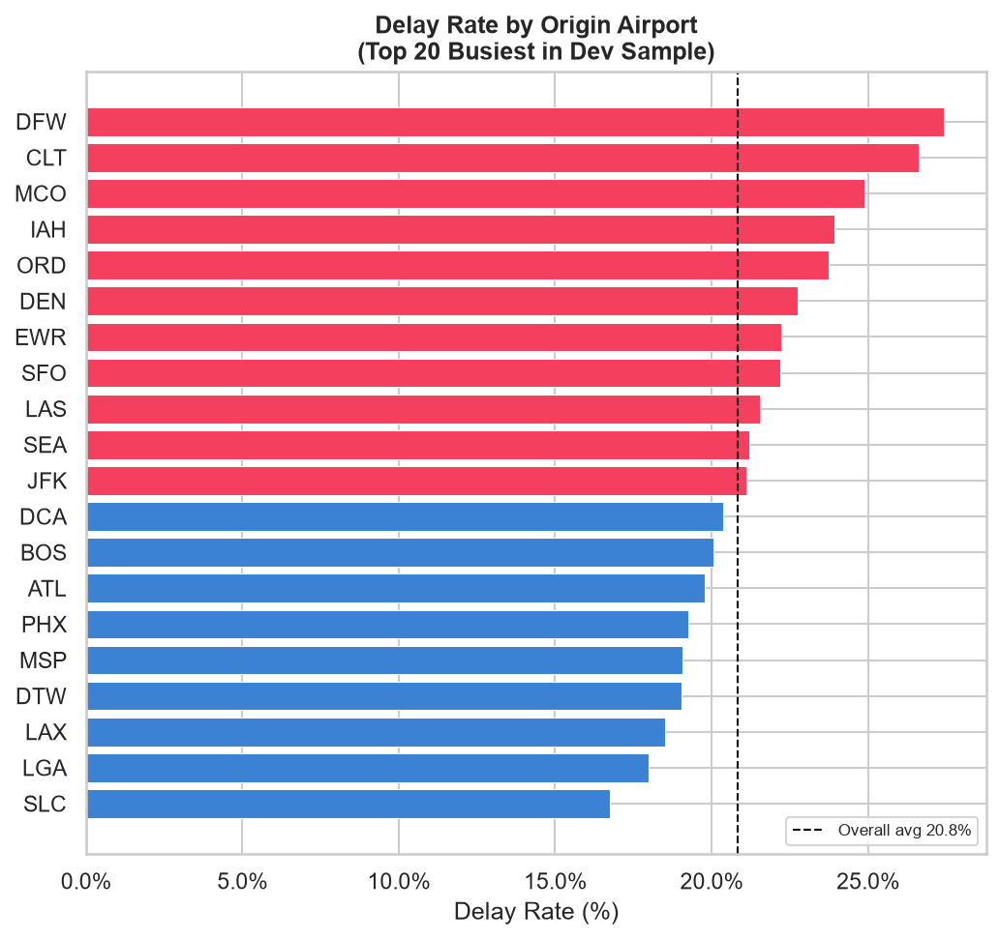 Delay Rate by Origin Airport
(Top 20 Busiest in Dev Sample)
DFW
CLT
MCO
IAH
ORD
DEN
EWR
SFO
LAS
SEA
JFK
DCA
BOS
ATL
PHX
MSP
DTW
LAX
LGA
SLC
Overall avg 20.8%
0.0% 5.0% 10.0% 15.0% 20.0% 25.0%
Delay Rate (%)